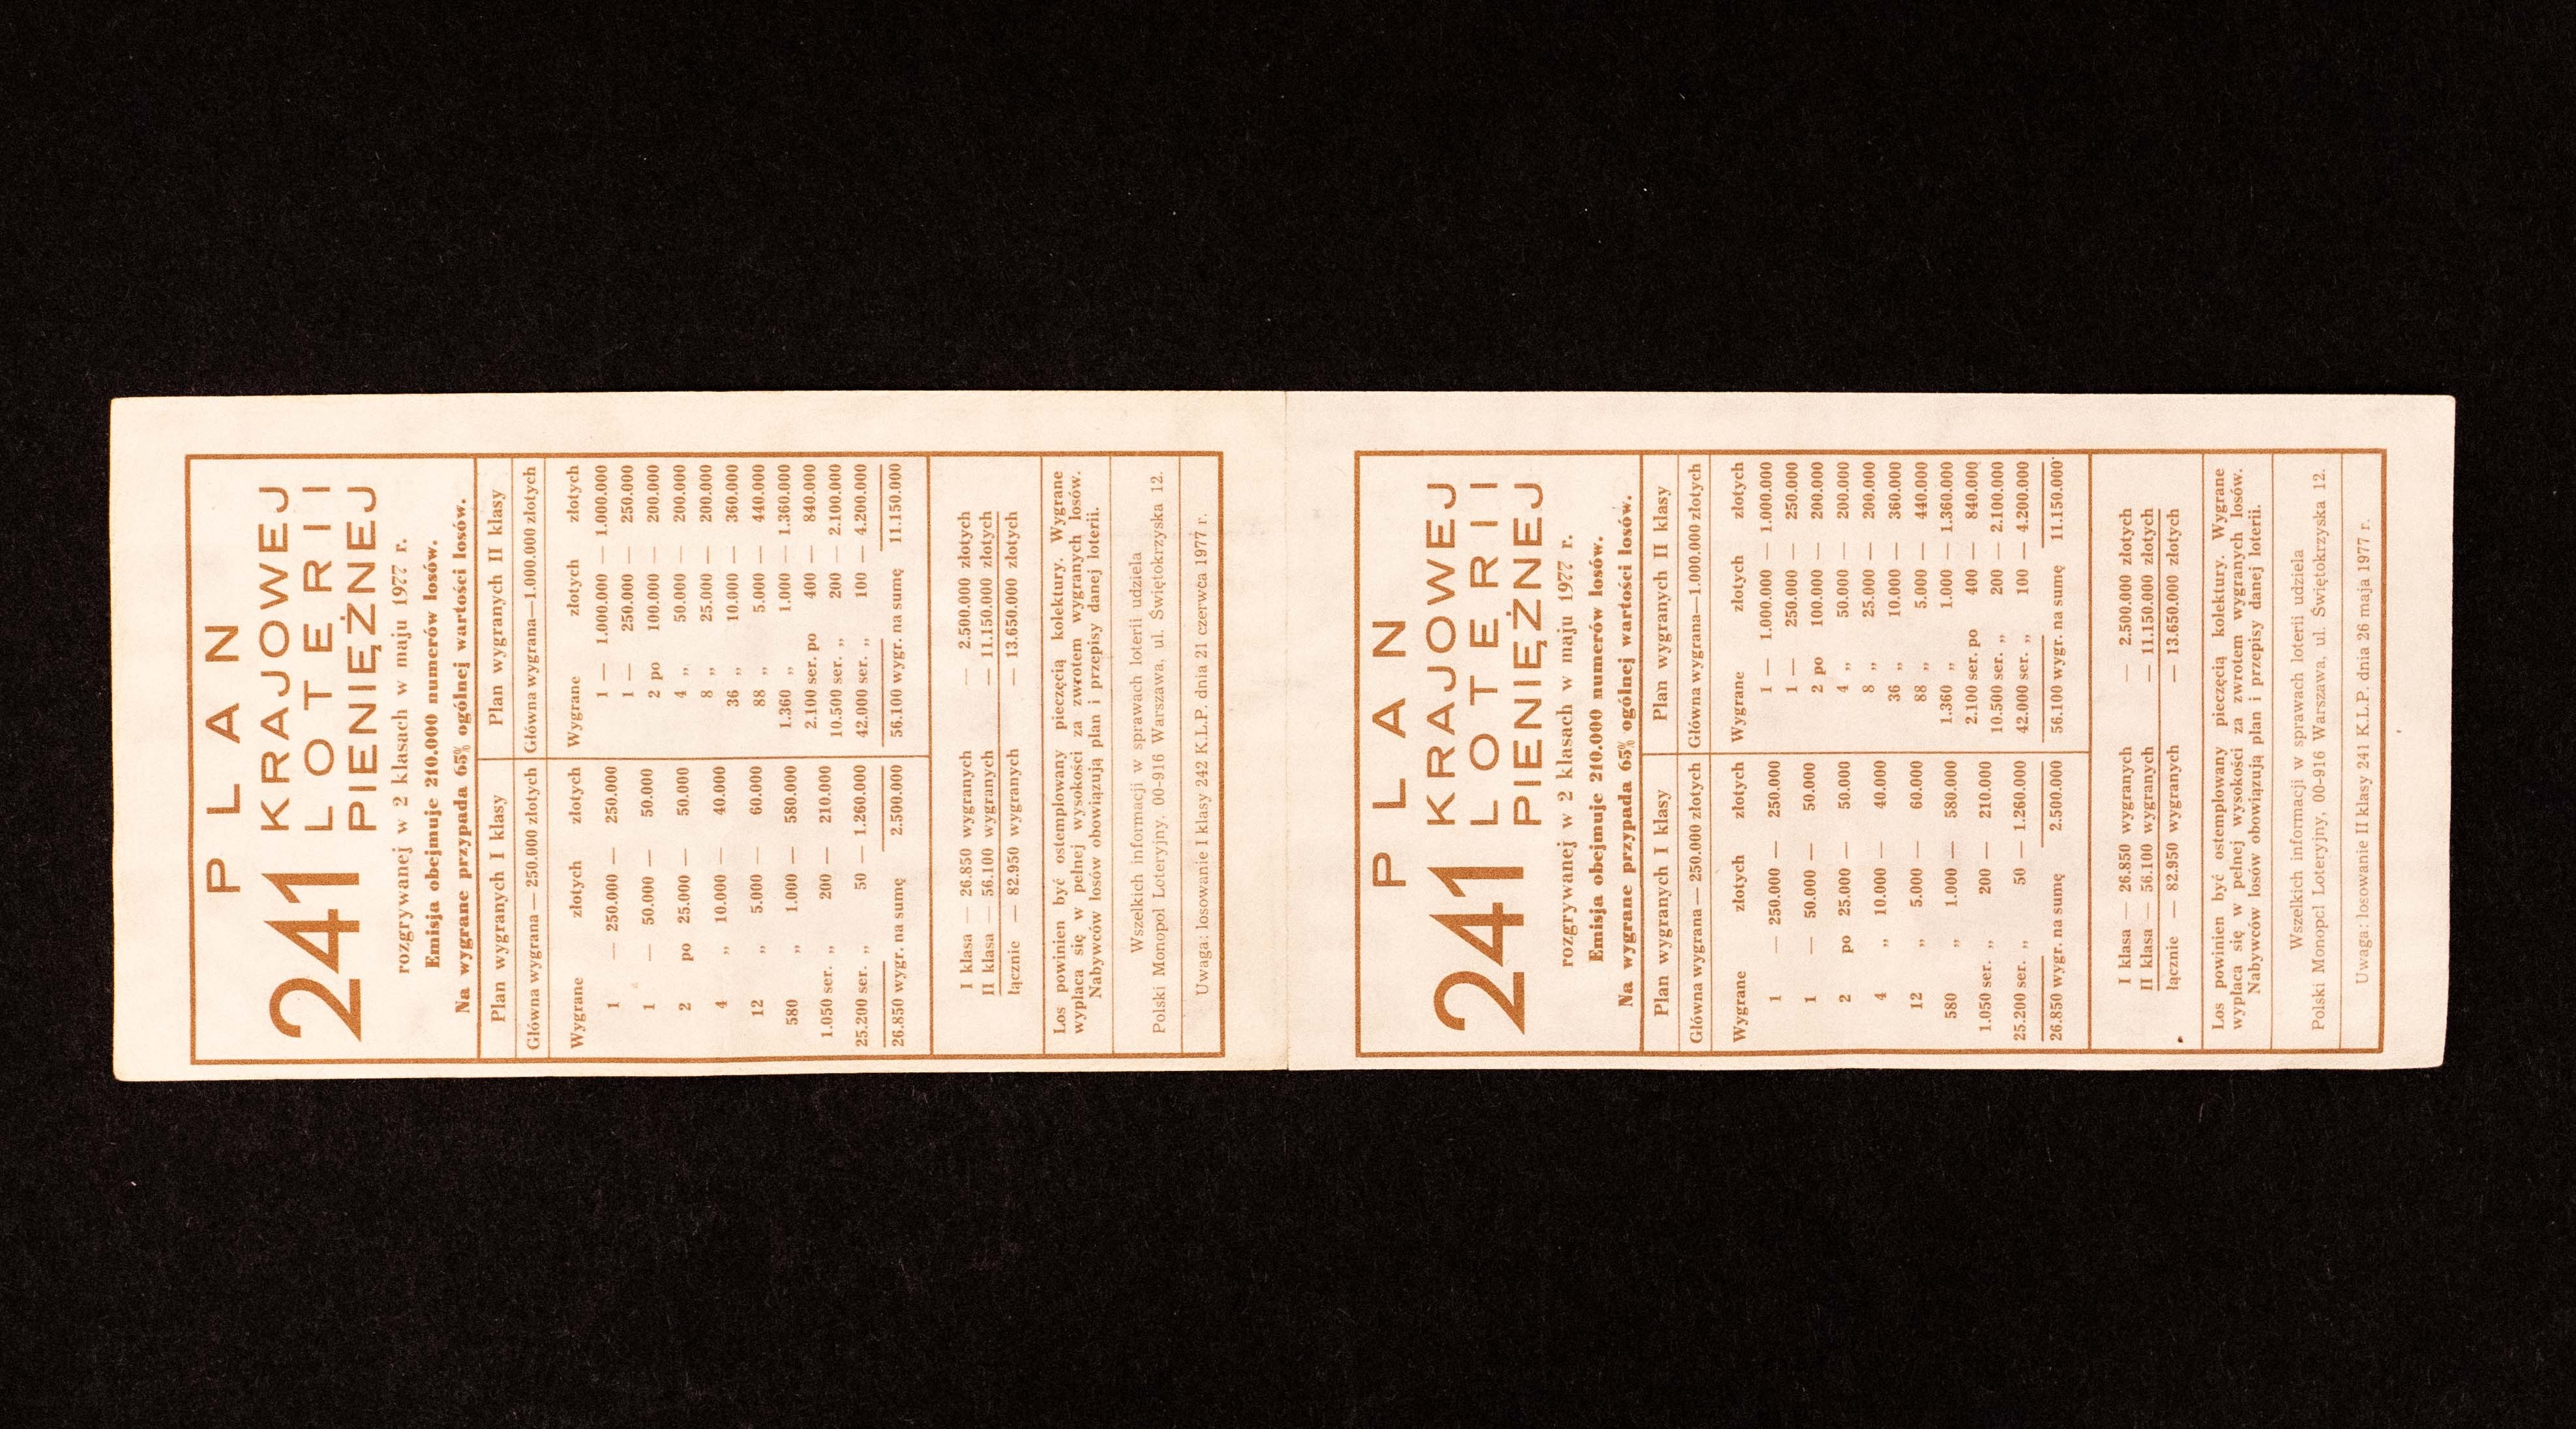 PLAN
241 KRAJOWEJ
LOTERII
PIENIĘŻNEJ
rozgrywanej w 2 klasach w maju 1977 r.
Emisja obejmuje 210.000 numerów losów.
Na wygrane przypada 65% ogólnej wartości losów.
Plan wygranych I klasy
Główna wygrana — 250.000 złotych
Wygrane złotych złotych
1 — 250.000 — 250.000
1 — 50.000 — 50.000
2 po 25.000 — 50.000
4 „ 10.000 — 40.000
12 „ 5.000 — 60.000
580 „ 1.000 — 580.000
1.050 ser. „ 200 — 210.000
25.200 ser. „ 50 — 1.260.000
26.850 wygr. na sumę 2.500.000
Plan wygranych II klasy
Główna wygrana—1.000.000 złotych
Wygrane złotych złotych
1 — 1.000.000 — 1.000.000
1 — 250.000 — 250.000
2 po 100.000 — 200.000
4 „ 50.000 — 200.000
8 „ 25.000 — 200.000
36 „ 10.000 — 360.000
88 „ 5.000 — 440.000
1.360 „ 1.000 — 1.360.000
2.100 ser. po 400 — 840.000
10.500 ser. „ 200 — 2.100.000
42.000 ser. „ 100 — 4.200.000
56.100 wygr. na sumę 11.150.000
I klasa — 26.850 wygranych — 2.500.000 złotych
II klasa — 56.100 wygranych — 11.150.000 złotych
łącznie — 82.950 wygranych — 13.650.000 złotych
Los powinien być ostemplowany pieczęcią kolektury. Wygrane
wypłaca się w pełnej wysokości za zwrotem wygranych losów.
Nabywców losów obowiązują plan i przepisy danej loterii.
Wszelkich informacji w sprawach loterii udziela
Polski Monopol Loteryjny, 00-916 Warszawa, ul. Świętokrzyska 12.
Uwaga: losowanie I klasy 242 K.L.P. dnia 21 czerwca 1977 r.
PLAN
241 KRAJOWEJ
LOTERII
PIENIĘŻNEJ
rozgrywanej w 2 klasach w maju 1977 r.
Emisja obejmuje 210.000 numerów losów.
Na wygrane przypada 65% ogólnej wartości losów.
Plan wygranych I klasy
Główna wygrana — 250.000 złotych
Wygrane złotych złotych
1 — 250.000 — 250.000
1 — 50.000 — 50.000
2 po 25.000 — 50.000
4 „ 10.000 — 40.000
12 „ 5.000 — 60.000
580 „ 1.000 — 580.000
1.050 ser. „ 200 — 210.000
25.200 ser. „ 50 — 1.260.000
26.850 wygr. na sumę 2.500.000
Plan wygranych II klasy
Główna wygrana—1.000.000 złotych
Wygrane złotych złotych
1 — 1.000.000 — 1.000.000
1 — 250.000 — 250.000
2 po 100.000 — 200.000
4 „ 50.000 — 200.000
8 „ 25.000 — 200.000
36 „ 10.000 — 360.000
88 „ 5.000 — 440.000
1.360 „ 1.000 — 1.360.000
2.100 ser. po 400 — 840.000
10.500 ser. „ 200 — 2.100.000
42.000 ser. „ 100 — 4.200.000
56.100 wygr. na sumę 11.150.000
I klasa — 26.850 wygranych — 2.500.000 złotych
II klasa — 56.100 wygranych — 11.150.000 złotych
łącznie — 82.950 wygranych — 13.650.000 złotych
Los powinien być ostemplowany pieczęcią kolektury. Wygrane
wypłaca się w pełnej wysokości za zwrotem wygranych losów.
Nabywców losów obowiązują plan i przepisy danej loterii.
Wszelkich informacji w sprawach loterii udziela
Polski Monopol Loteryjny, 00-916 Warszawa, ul. Świętokrzyska 12.
Uwaga: losowanie II klasy 241 K.L.P. dnia 26 maja 1977 r.